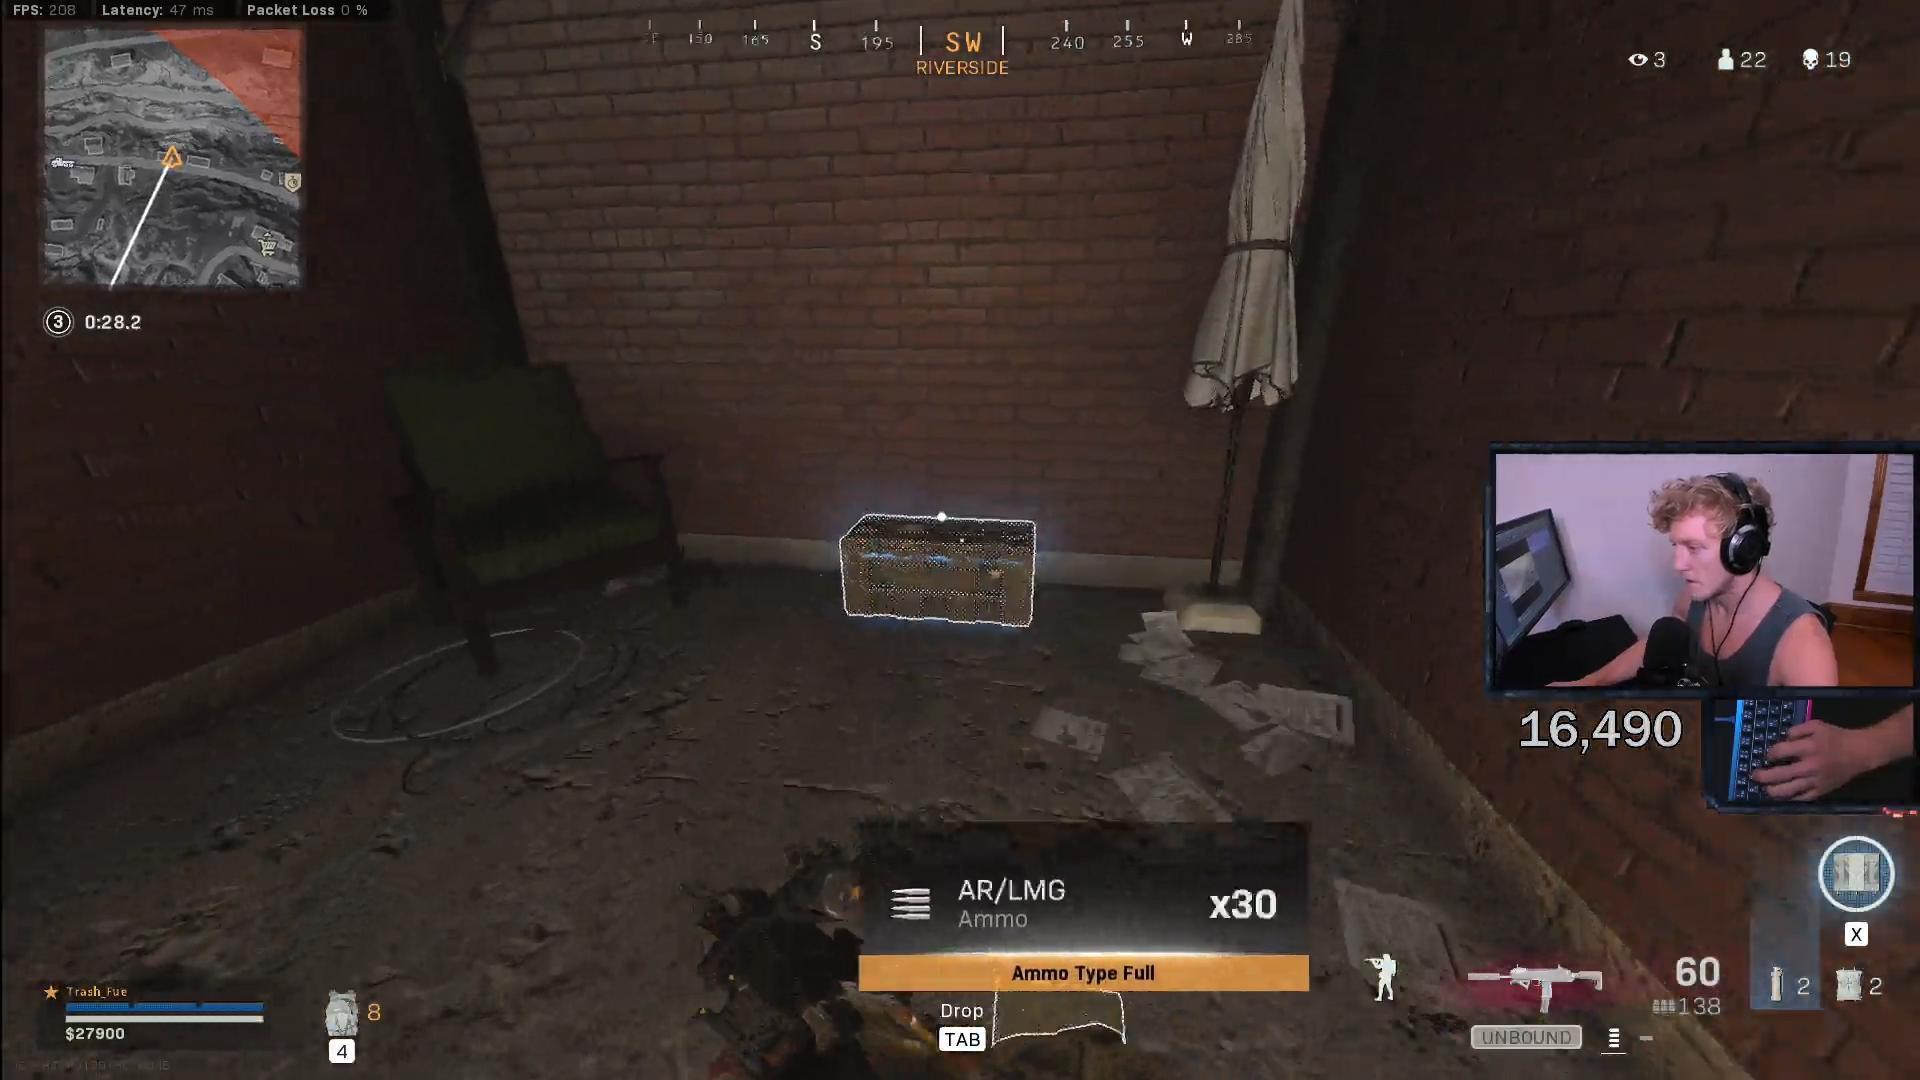 FPS: 208 Latency: 47 ms Packet Loss 0 %
150 165 S 195 SW 240 255 W 285
RIVERSIDE
3 22 19
3 0:28.2
16,490
AR/LMG
Ammo
x30
Ammo Type Full
Drop
TAB
Trash_Fue
$27900
8
4
60
138
UNBOUND
X
2 2